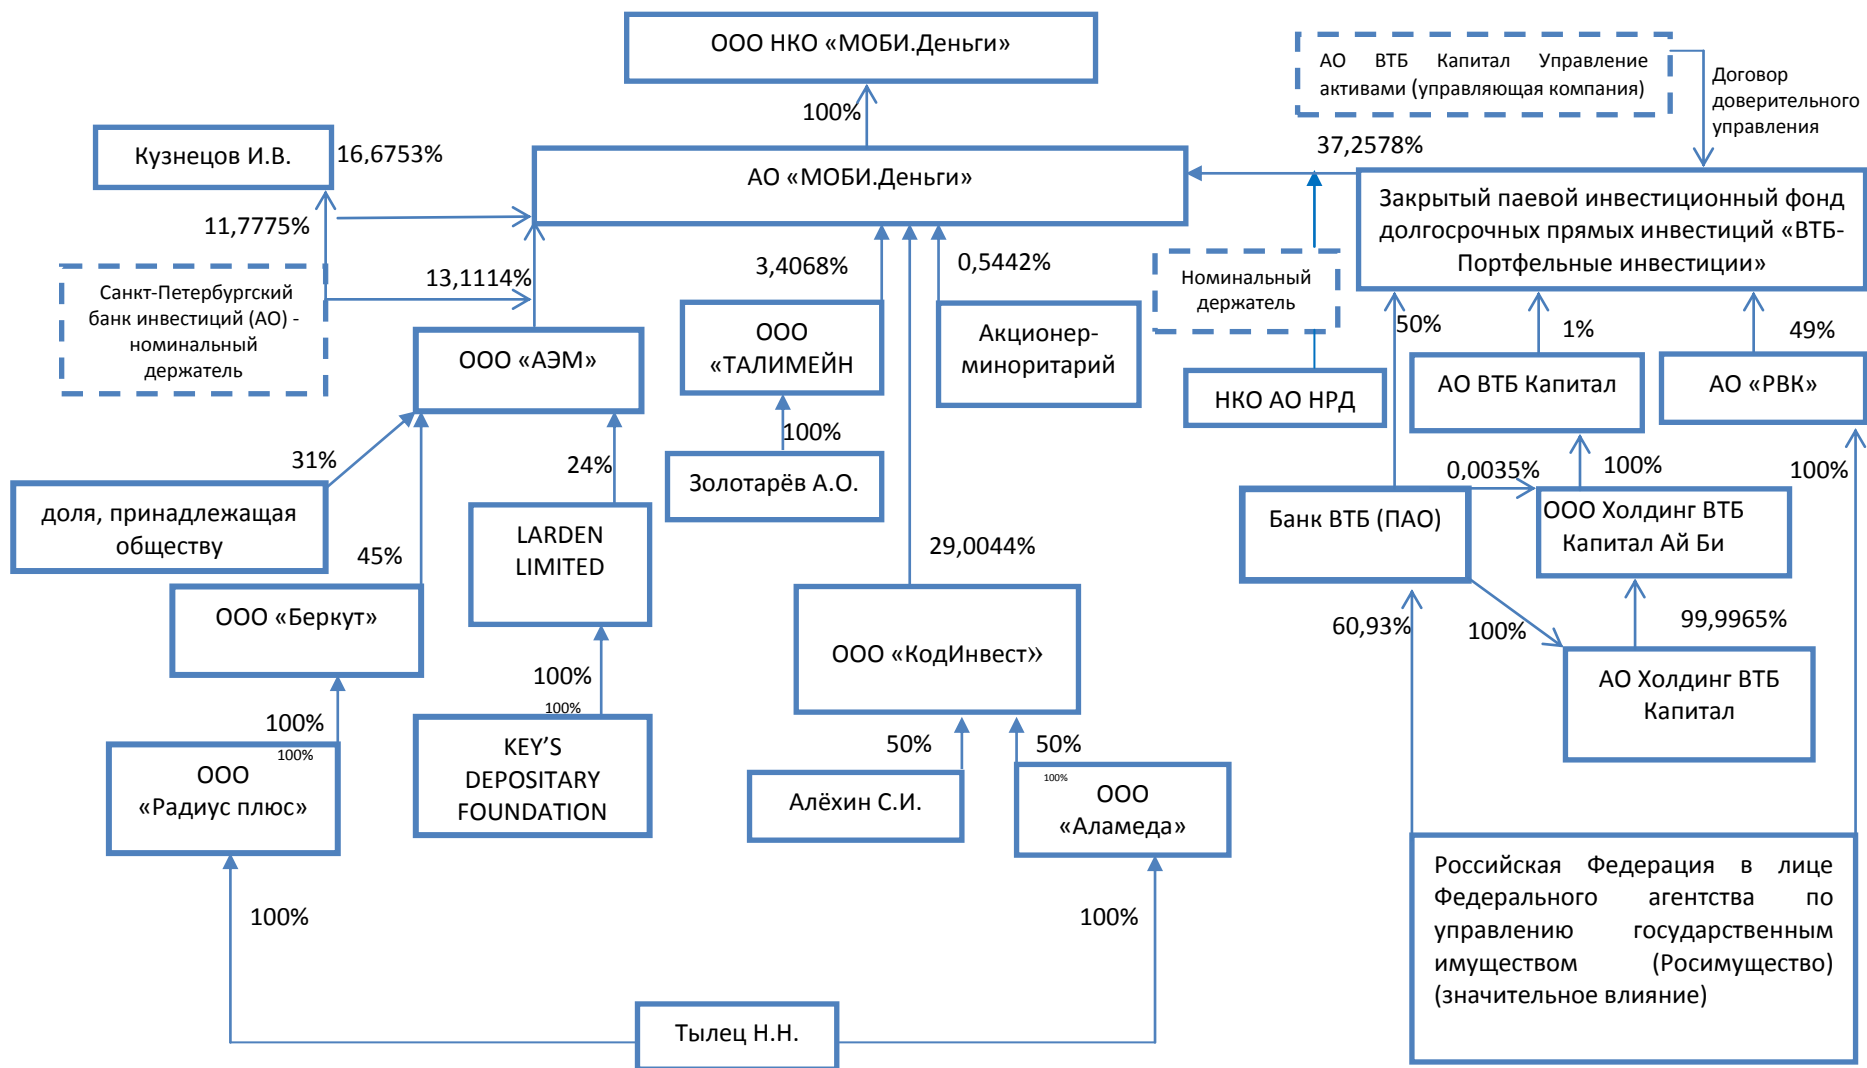 ООО НКО «МОБИ.Деньги»
АО ВТБ Капитал Управление
активами (управляющая компания)
Договор
доверительного
управления
100%
Кузнецов И.В.
16,6753%
37,2578%
АО «МОБИ.Деньги»
Закрытый паевой инвестиционный фонд
долгосрочных прямых инвестиций «ВТБ-
Портфельные инвестиции»
11,7775%
3,4068%
0,5442%
13,1114%
Санкт-Петербургский
банк инвестиций (АО) -
номинальный
держатель
Номинальный
держатель
50%
1%
49%
ООО «АЭМ»
ООО
«ТАЛИМЕЙН
Акционер-
миноритарий
НКО АО НРД
АО ВТБ Капитал
АО «РВК»
100%
31%
24%
Золотарёв А.О.
0,0035%
100%
100%
доля, принадлежащая
обществу
LARDEN
LIMITED
Банк ВТБ (ПАО)
ООО Холдинг ВТБ
Капитал Ай Би
45%
29,0044%
ООО «Беркут»
60,93%
100%
99,9965%
ООО «КодИнвест»
100%
100%
АО Холдинг ВТБ
Капитал
100%
100%
ООО
«Радиус плюс»
KEY’S
DEPOSITARY
FOUNDATION
50%
50%
Алёхин С.И.
100%
ООО
«Аламеда»
Российская Федерация в лице
Федерального агентства по
управлению государственным
имуществом (Росимущество)
(значительное влияние)
100%
100%
Тылец Н.Н.